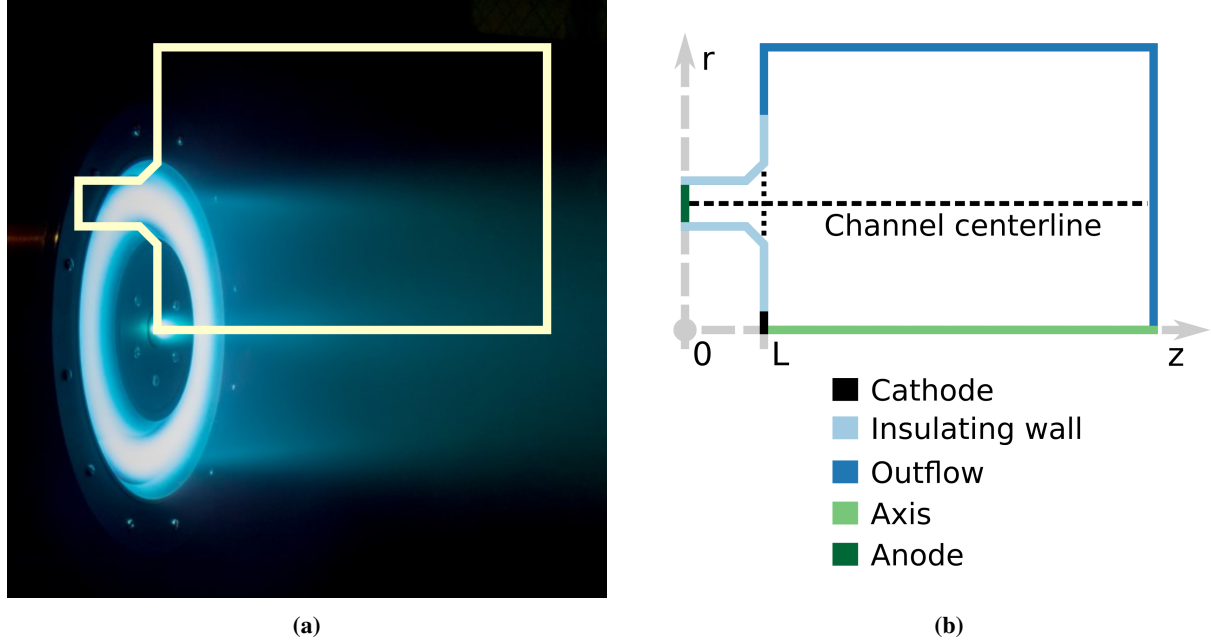 r
Channel centerline
0
L
z
Cathode
Insulating wall
Outflow
Axis
Anode
(a)
(b)